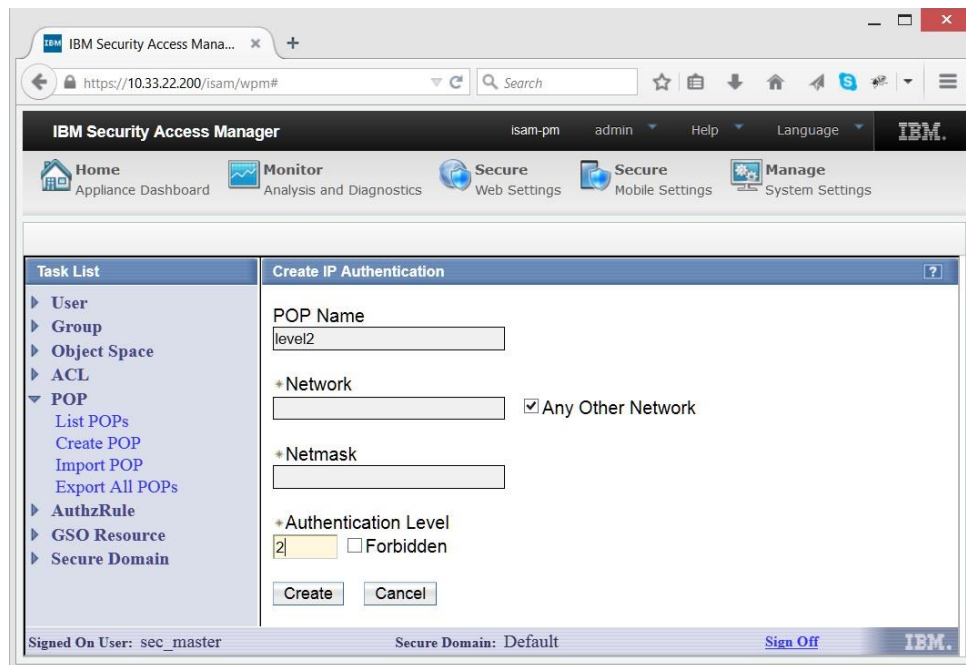 IBM Security Access Mana...
https://10.33.22.200/isam/wpm#
Search
IBM Security Access Manager
isam-pm admin Help Language IBM.
Home
Appliance Dashboard
Monitor
Analysis and Diagnostics
Secure
Web Settings
Secure
Mobile Settings
Manage
System Settings
Task List
User
Group
Object Space
ACL
POP
List POPs
Create POP
Import POP
Export All POPs
AuthzRule
GSO Resource
Secure Domain
Create IP Authentication ?
POP Name
level2
*Network
Any Other Network
*Netmask
*Authentication Level
2 Forbidden
Create Cancel
Signed On User: sec_master Secure Domain: Default Sign Off IBM.